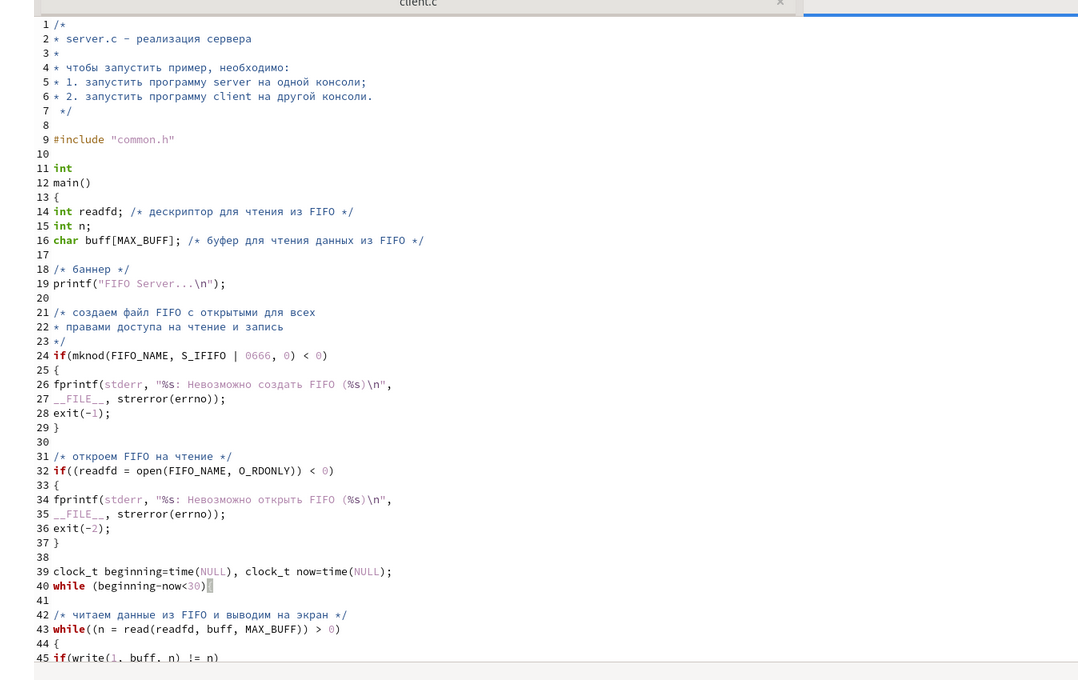 client.c ×
1 /*
2 * server.c - реализация сервера
3 *
4 * чтобы запустить пример, необходимо:
5 * 1. запустить программу server на одной консоли;
6 * 2. запустить программу client на другой консоли.
7 */
8
9 #include "common.h"
10
11 int
12 main()
13 {
14 int readfd; /* дескриптор для чтения из FIFO */
15 int n;
16 char buff[MAX_BUFF]; /* буфер для чтения данных из FIFO */
17
18 /* баннер */
19 printf("FIFO Server...\n");
20
21 /* создаем файл FIFO с открытыми для всех
22 * правами доступа на чтение и запись
23 */
24 if(mknod(FIFO_NAME, S_IFIFO | 0666, 0) < 0)
25 {
26 fprintf(stderr, "%s: Невозможно создать FIFO (%s)\n",
27 __FILE__, strerror(errno));
28 exit(-1);
29 }
30
31 /* откроем FIFO на чтение */
32 if((readfd = open(FIFO_NAME, O_RDONLY)) < 0)
33 {
34 fprintf(stderr, "%s: Невозможно открыть FIFO (%s)\n",
35 __FILE__, strerror(errno));
36 exit(-2);
37 }
38
39 clock_t beginning=time(NULL), clock_t now=time(NULL);
40 while (beginning-now<30){
41
42 /* читаем данные из FIFO и выводим на экран */
43 while((n = read(readfd, buff, MAX_BUFF)) > 0)
44 {
45 if(write(1, buff, n) != n)